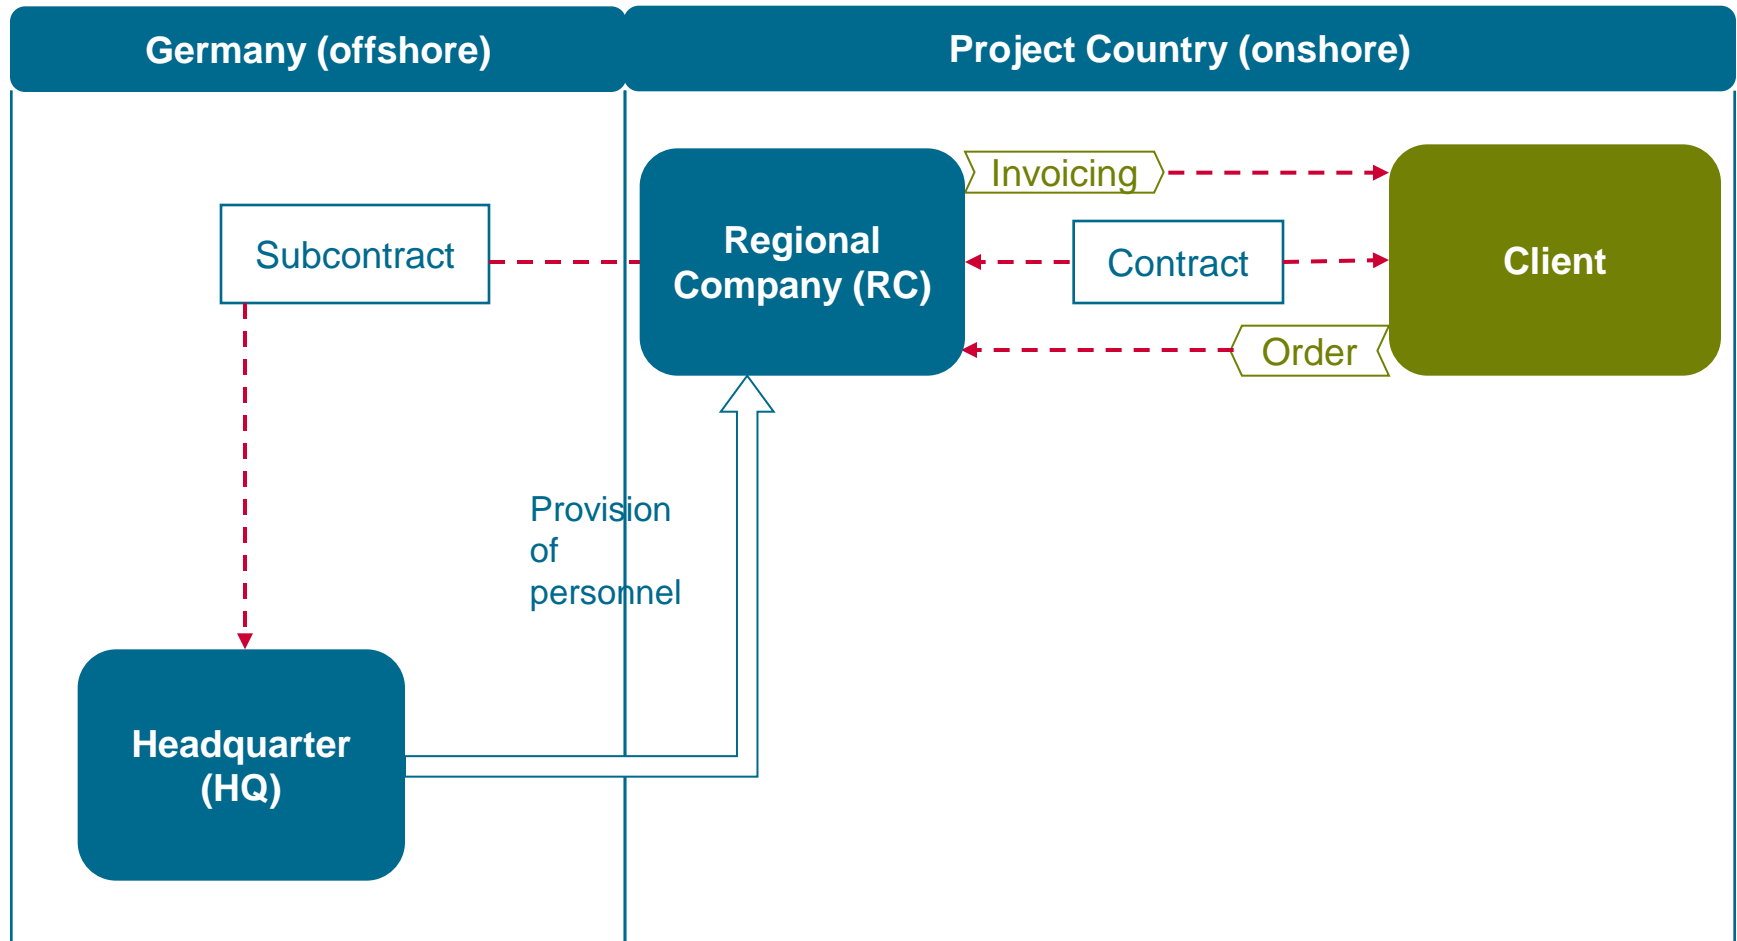 Germany (offshore)
Project Country (onshore)
Invoicing
Regional
Company (RC)
Subcontract
Contract
Client
Order
Provision
of
personnel
Headquarter
(HQ)